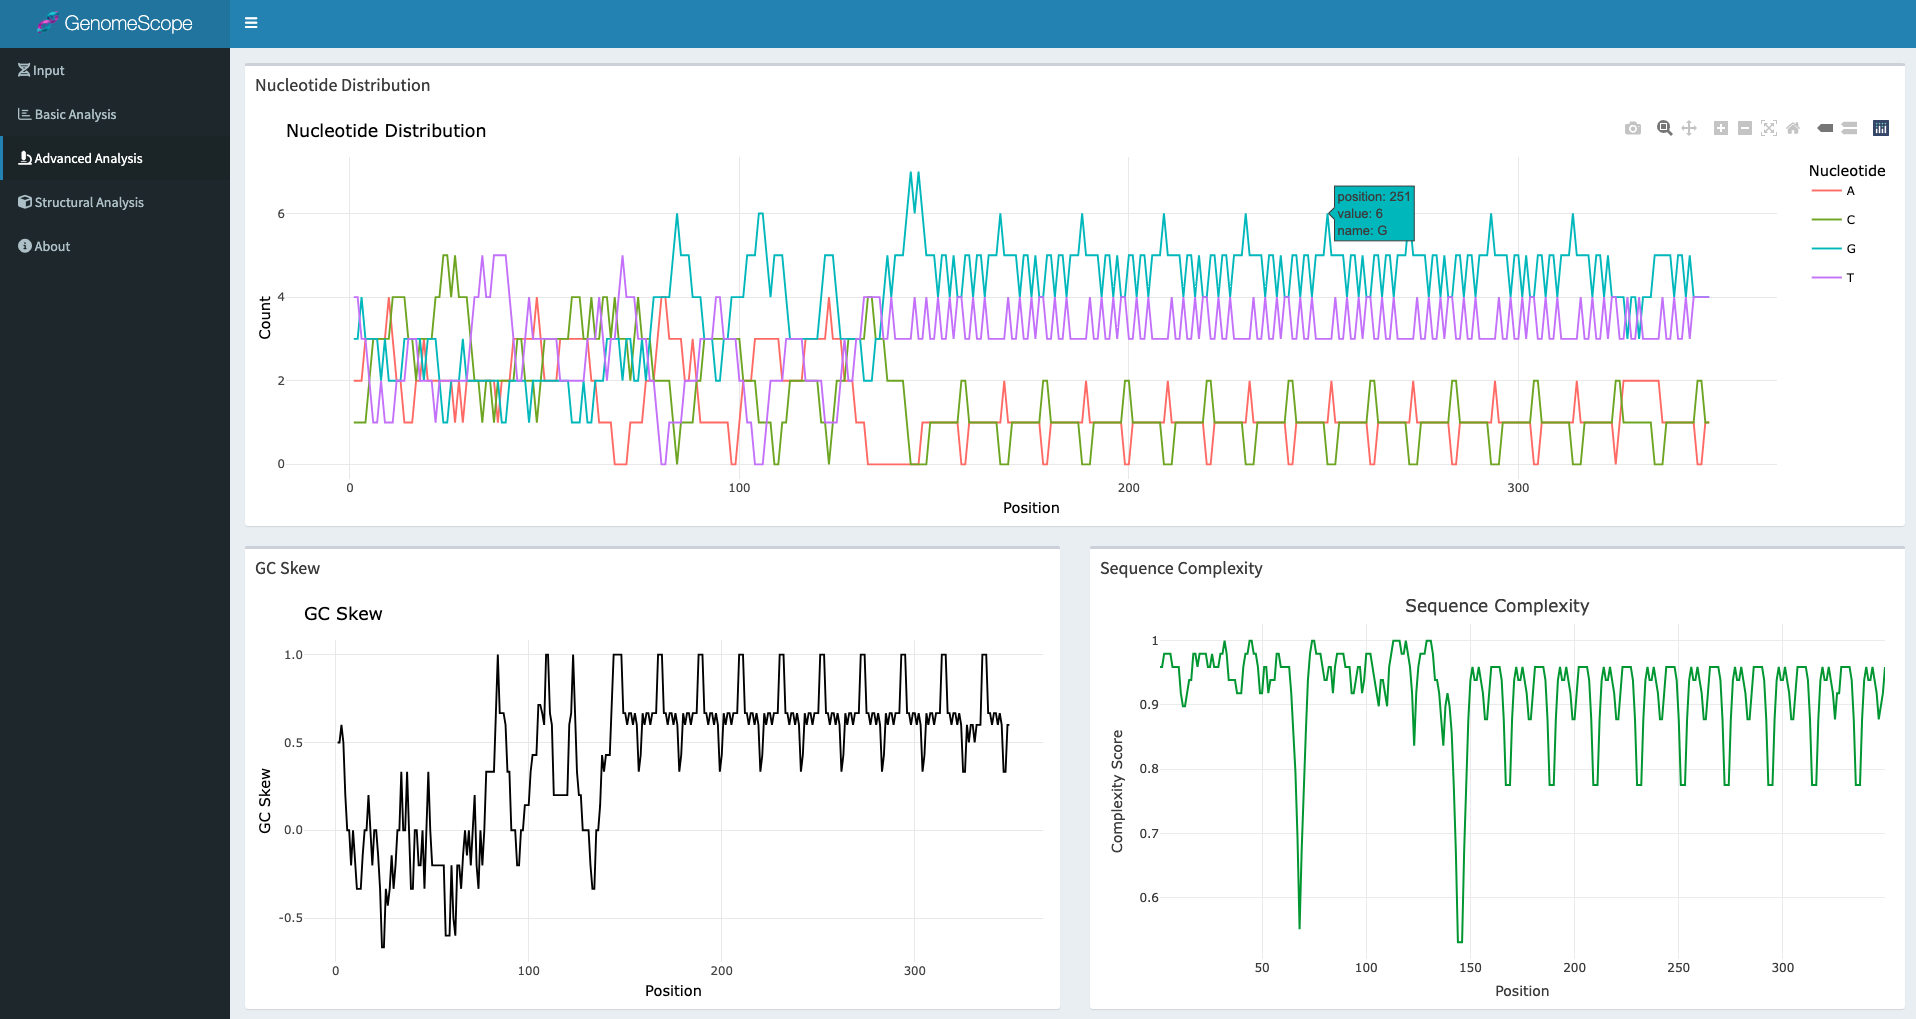 GenomeScope
Input
Basic Analysis
Advanced Analysis
Structural Analysis
About
Nucleotide Distribution
Nucleotide Distribution
Count
6
4
2
0
0 100 200 300
Position
position: 251
value: 6
name: G
Nucleotide
A
C
G
T
GC Skew
GC Skew
GC Skew
1.0
0.5
0.0
-0.5
0 100 200 300
Position
Sequence Complexity
Sequence Complexity
Complexity Score
1
0.9
0.8
0.7
0.6
50 100 150 200 250 300
Position